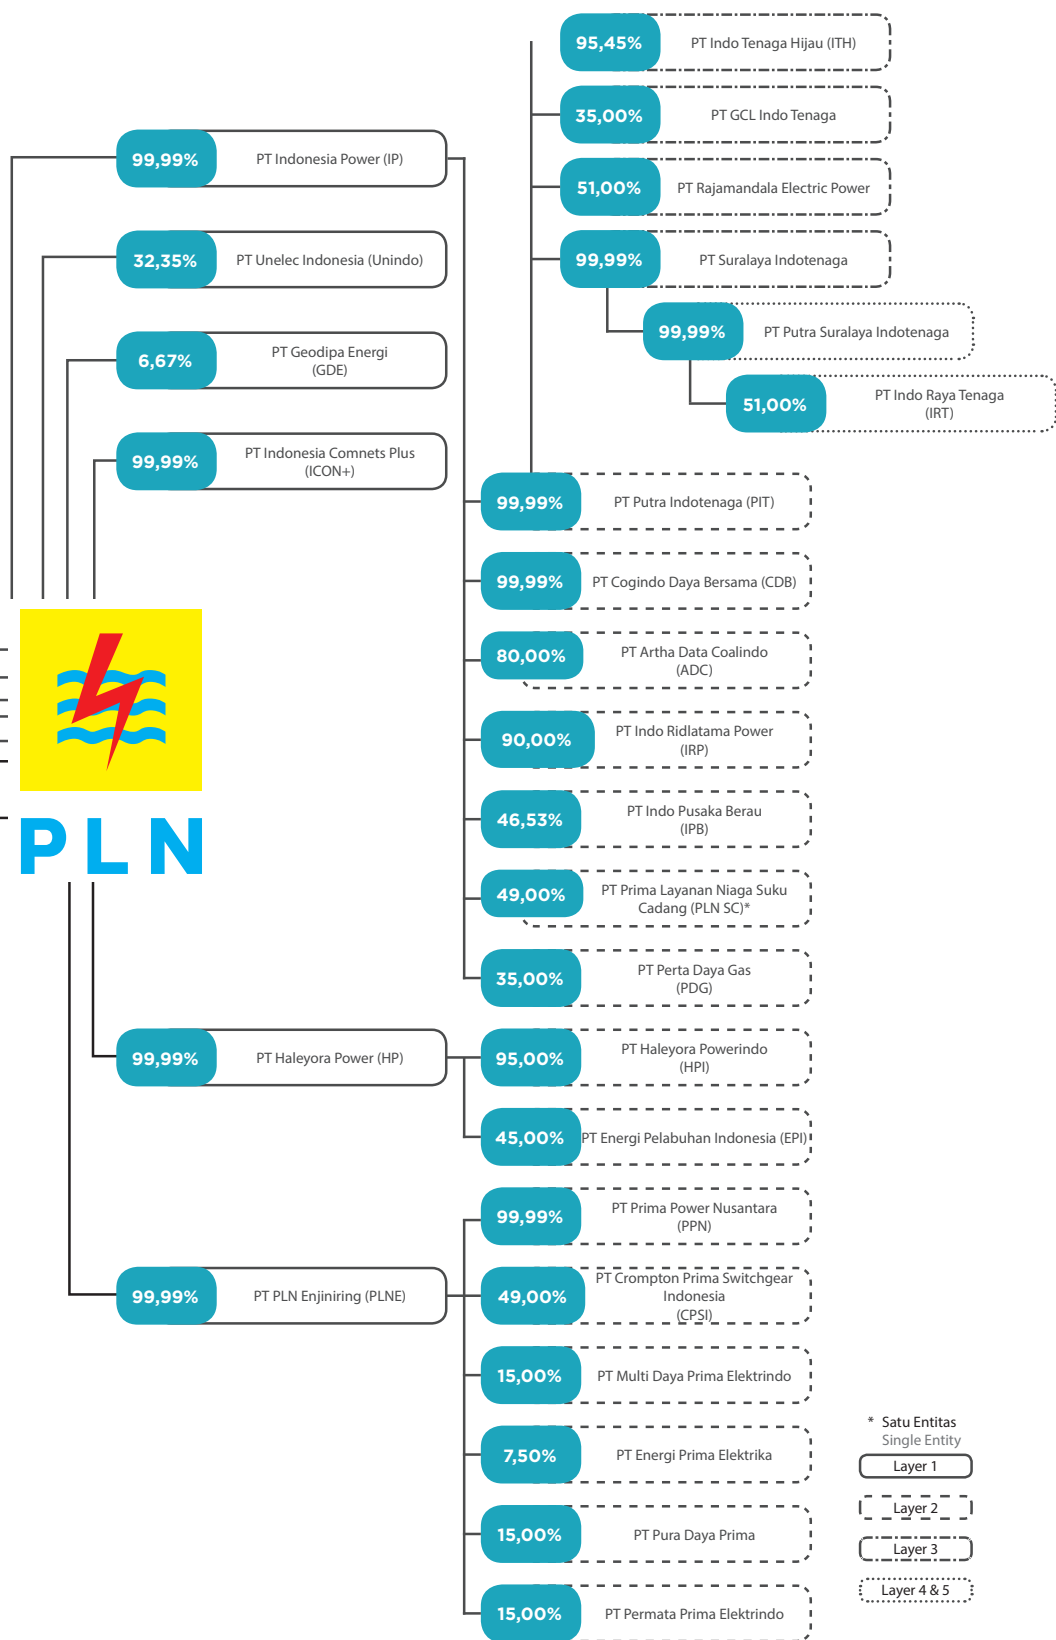 95,45%
PT Indo Tenaga Hijau (ITH)
35,00%
PT GCL Indo Tenaga
99,99%
PT Indonesia Power (IP)
51,00%
PT Rajamandala Electric Power
32,35%
PT Unelec Indonesia (Unindo)
99,99%
PT Suralaya Indotenaga
99,99%
PT Putra Suralaya Indotenaga
6,67%
PT Geodipa Energi
(GDE)
51,00%
PT Indo Raya Tenaga
(IRT)
99,99%
PT Indonesia Comnets Plus
(ICON+)
99,99%
PT Putra Indotenaga (PIT)
99,99%
PT Cogindo Daya Bersama (CDB)
80,00%
PT Artha Data Coalindo
(ADC)
90,00%
PT Indo Ridlatama Power
(IRP)
46,53%
PT Indo Pusaka Berau
(IPB)
PLN
49,00%
PT Prima Layanan Niaga Suku
Cadang (PLN SC)*
35,00%
PT Perta Daya Gas
(PDG)
99,99%
PT Haleyora Power (HP)
95,00%
PT Haleyora Powerindo
(HPI)
45,00%
PT Energi Pelabuhan Indonesia (EPI)
99,99%
PT Prima Power Nusantara
(PPN)
99,99%
PT PLN Enjiniring (PLNE)
49,00%
PT Crompton Prima Switchgear
Indonesia
(CPSI)
15,00%
PT Multi Daya Prima Elektrindo
7,50%
PT Energi Prima Elektrika
15,00%
PT Pura Daya Prima
15,00%
PT Permata Prima Elektrindo
* Satu Entitas
Single Entity
Layer 1
Layer 2
Layer 3
Layer 4 & 5